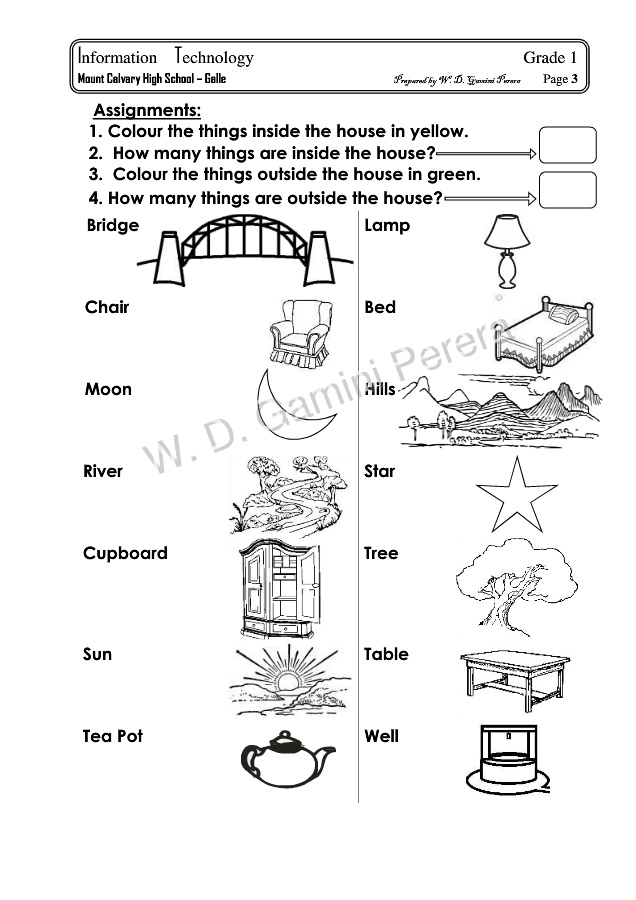 Information Technology Grade 1
Mount Calvary High School – Galle Prepared by W. D. Gamini Perera Page 3
Assignments:
1. Colour the things inside the house in yellow.
2. How many things are inside the house?
3. Colour the things outside the house in green.
4. How many things are outside the house?
Bridge Lamp
Chair Bed
Moon Hills
River Star
Cupboard Tree
Sun Table
Tea Pot Well
W. D. Gamini Perera